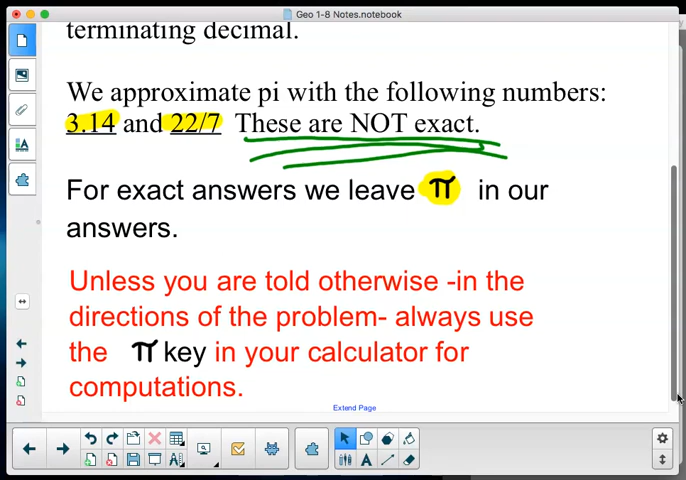 Geo 1-8 Notes.notebook
terminating decimal.
We approximate pi with the following numbers:
3.14 and 22/7 These are NOT exact.
For exact answers we leave π in our
answers.
Unless you are told otherwise -in the
directions of the problem- always use
the π key in your calculator for
computations.
Extend Page